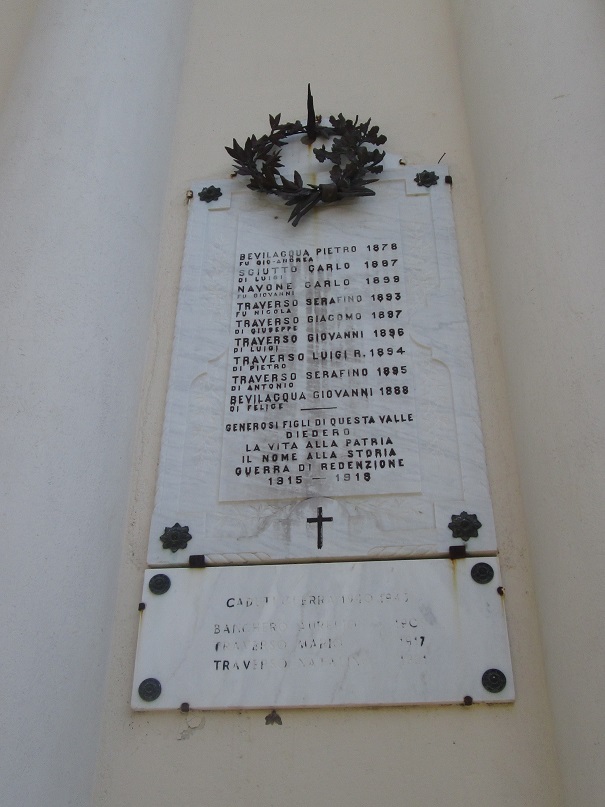 BEVILACQUA PIETRO 1878
FU GIO-ANDREA
SCIUTTO CARLO 1897
DI LUIGI
NAVONE CARLO 1899
FU GIOVANNI
TRAVERSO SERAFINO 1893
FU NICOLA
TRAVERSO GIACOMO 1897
DI GIUSEPPE
TRAVERSO GIOVANNI 1896
DI LUIGI
TRAVERSO LUIGI R. 1894
DI PIETRO
TRAVERSO SERAFINO 1895
DI ANTONIO
BEVILACQUA GIOVANNI 1888
DI FELICE
GENEROSI FIGLI DI QUESTA VALLE
DIEDERO
LA VITA ALLA PATRIA
IL NOME ALLA STORIA
GUERRA DI REDENZIONE
1915 — 1918
TRAVERSO MARIO
TRAVERSO